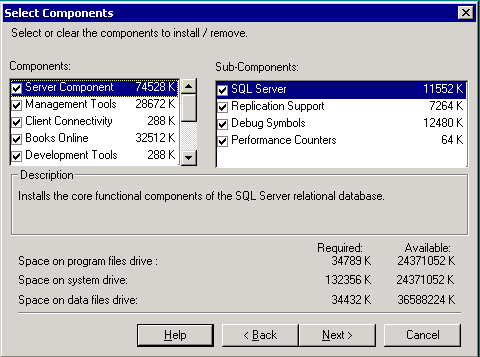 Select Components
Select or clear the components to install / remove.
Components:
Server Component 74528 K
Management Tools 28672 K
Client Connectivity 288 K
Books Online 32512 K
Development Tools 288 K
Sub-Components:
SQL Server 11552 K
Replication Support 7264 K
Debug Symbols 12480 K
Performance Counters 64 K
Description
Installs the core functional components of the SQL Server relational database.
Required: Available:
Space on program files drive : 34789 K 24371052 K
Space on system drive: 132356 K 24371052 K
Space on data files drive: 34432 K 36588224 K
Help < Back Next > Cancel